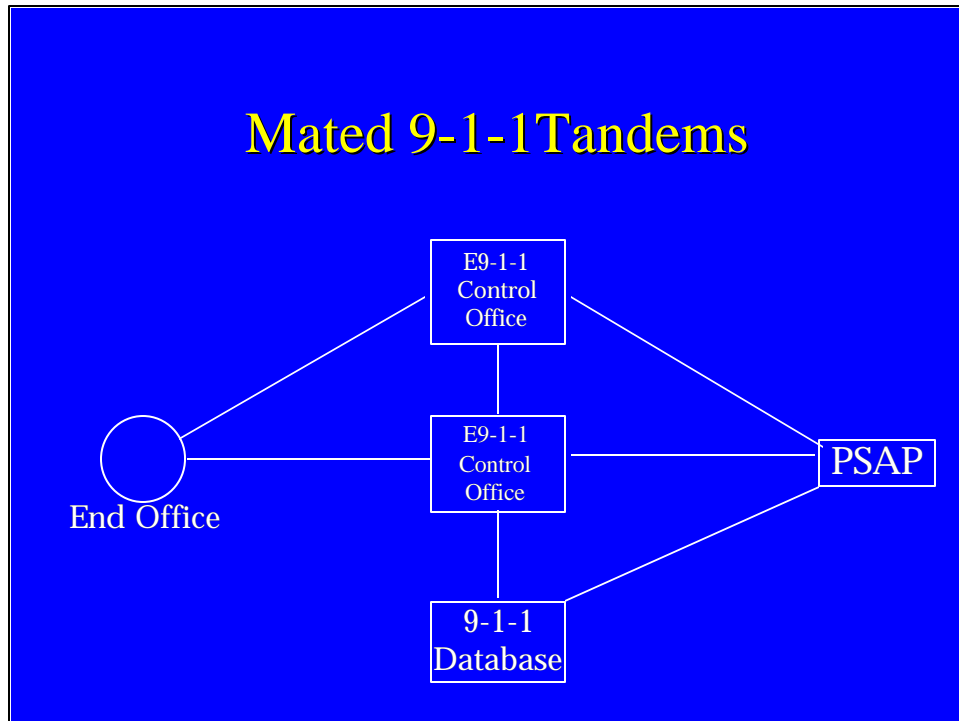 Mated 9-1-1Tandems
E9-1-1
Control
Office
E9-1-1
Control
Office
PSAP
End Office
9-1-1
Database